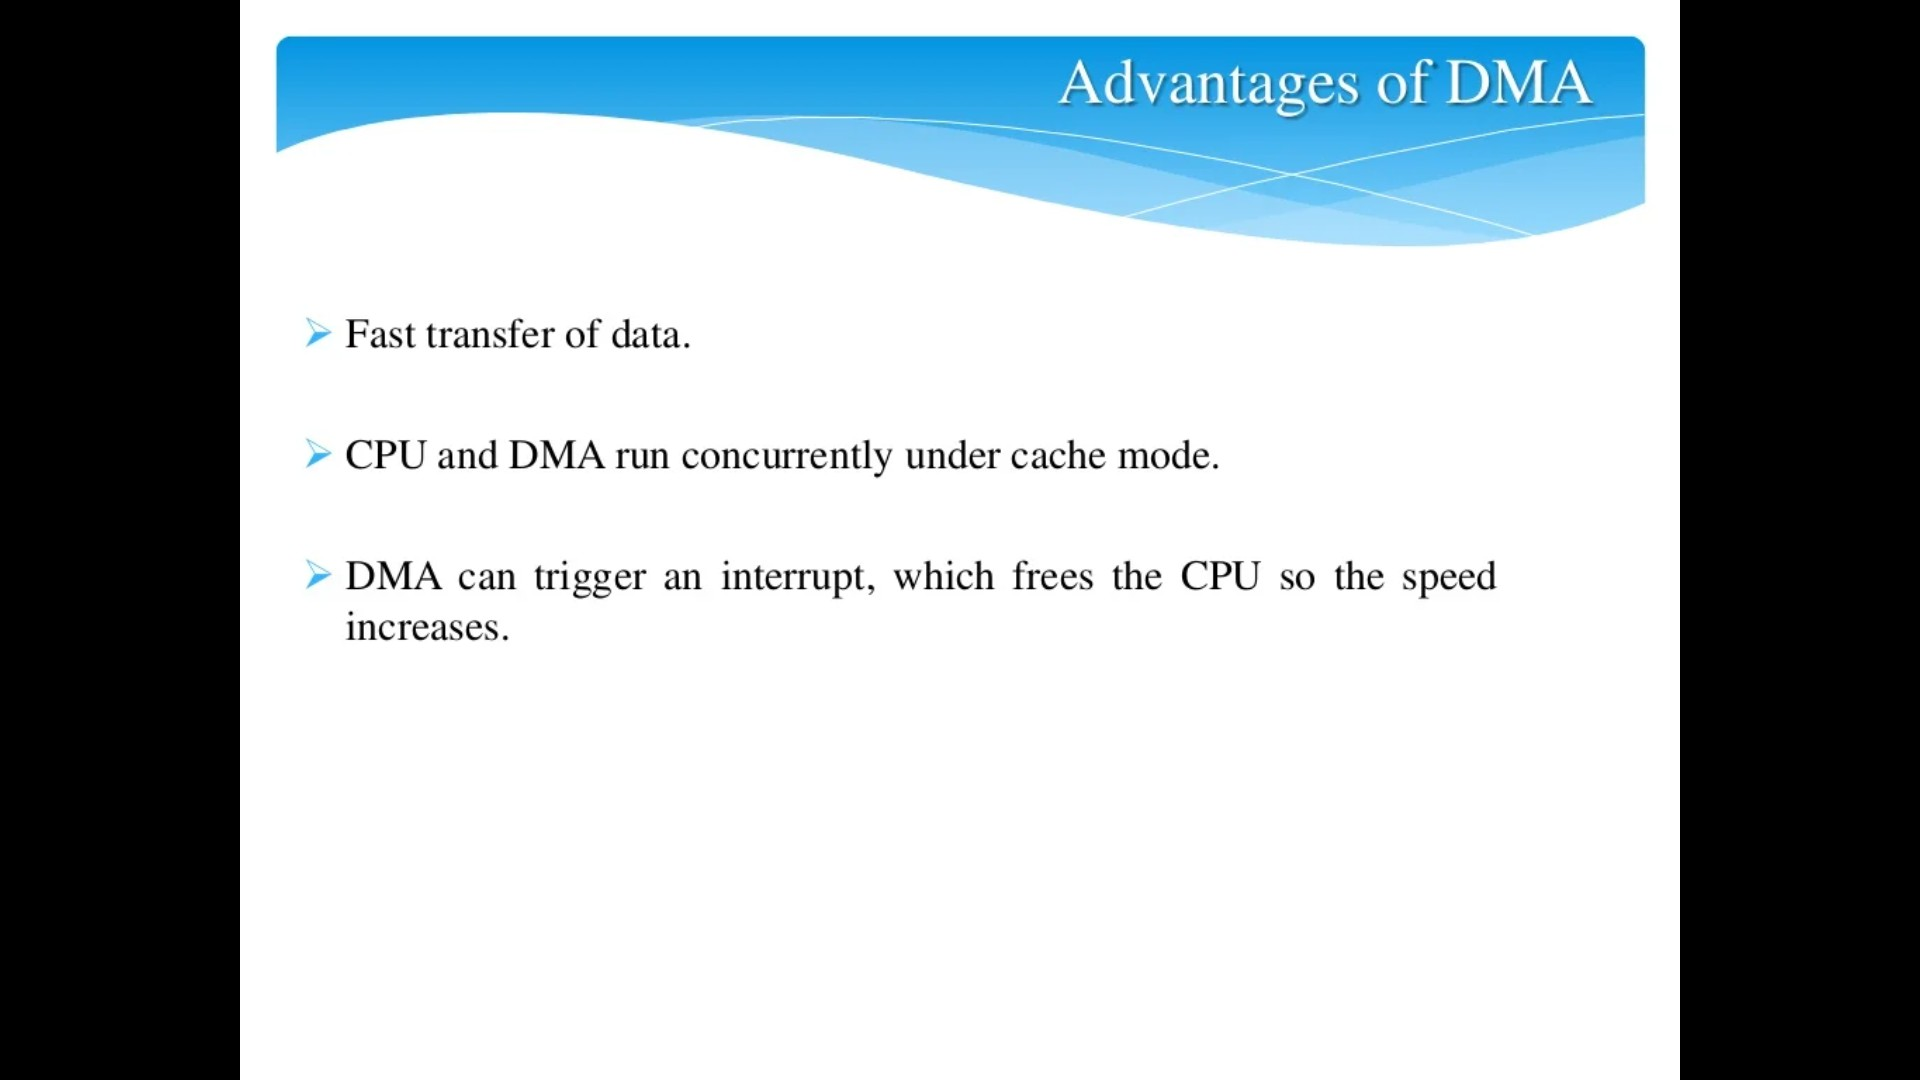 Advantages of DMA
Fast transfer of data.
CPU and DMA run concurrently under cache mode.
DMA can trigger an interrupt, which frees the CPU so the speed
increases.